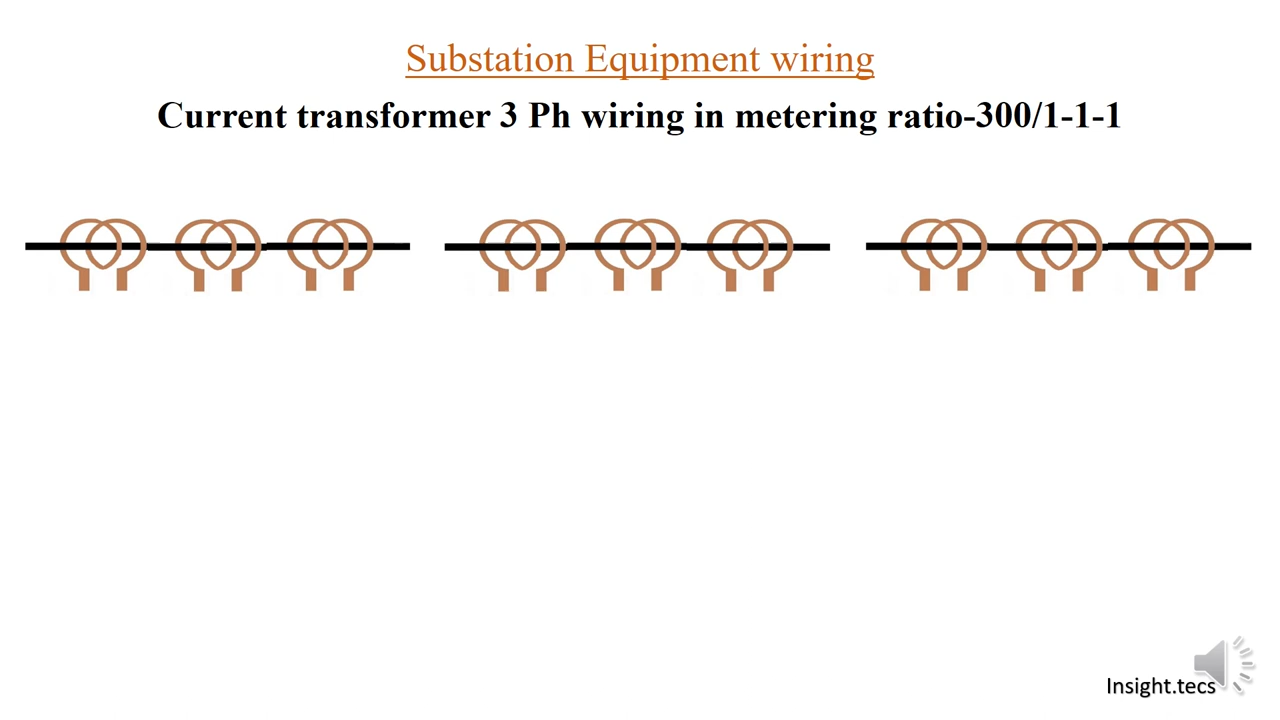 Substation Equipment wiring
Current transformer 3 Ph wiring in metering ratio-300/1-1-1
Insight.tecs